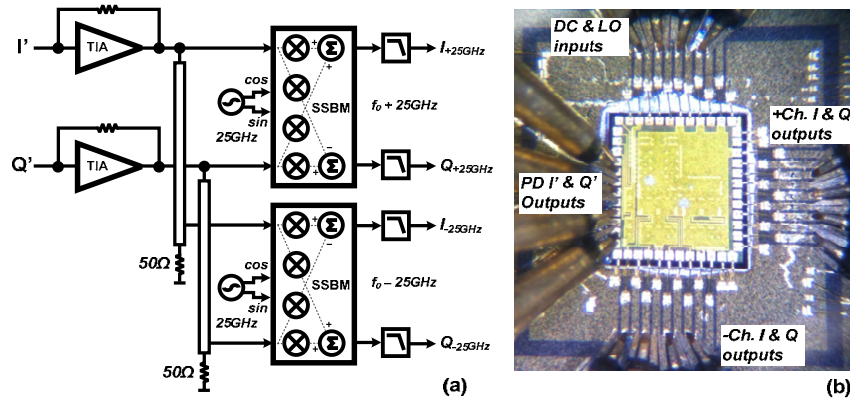 I'
TIA
Q'
TIA
50Ω
50Ω
cos
sin
25GHz
SSBM
Σ
Σ
+
+
+
−
f₀ + 25GHz
I+25GHz
Q+25GHz
cos
sin
25GHz
SSBM
Σ
Σ
+
−
+
+
f₀ − 25GHz
I-25GHz
Q-25GHz
(a)
DC & LO
inputs
+Ch. I & Q
outputs
PD I' & Q'
Outputs
-Ch. I & Q
outputs
(b)